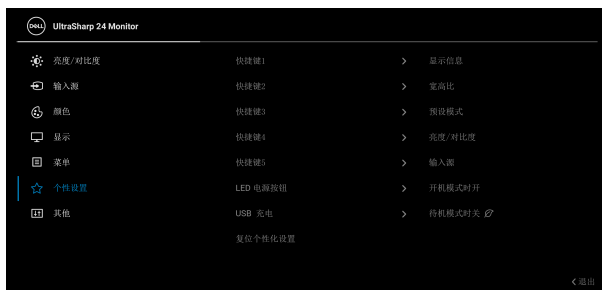 DELL UltraSharp 24 Monitor
亮度/对比度 快捷键1 显示信息
输入源 快捷键2 宽高比
颜色 快捷键3 预设模式
显示 快捷键4 亮度/对比度
菜单 快捷键5 输入源
个性设置 LED 电源按钮 开机模式时开
其他 USB 充电 待机模式时关
复位个性化设置
退出